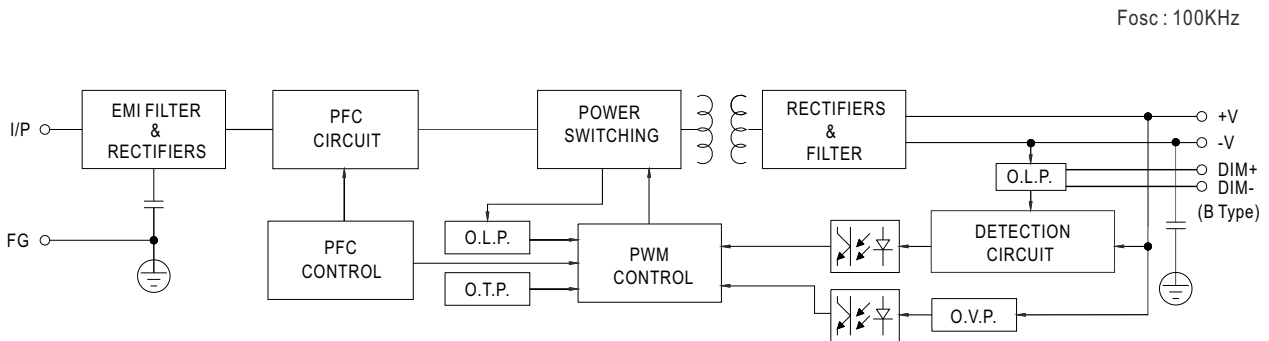 Fosc : 100KHz
I/P
EMI FILTER
&
RECTIFIERS
PFC
CIRCUIT
POWER
SWITCHING
RECTIFIERS
&
FILTER
+V
-V
DIM+
DIM-
(B Type)
O.L.P.
FG
PFC
CONTROL
O.L.P.
O.T.P.
PWM
CONTROL
DETECTION
CIRCUIT
O.V.P.